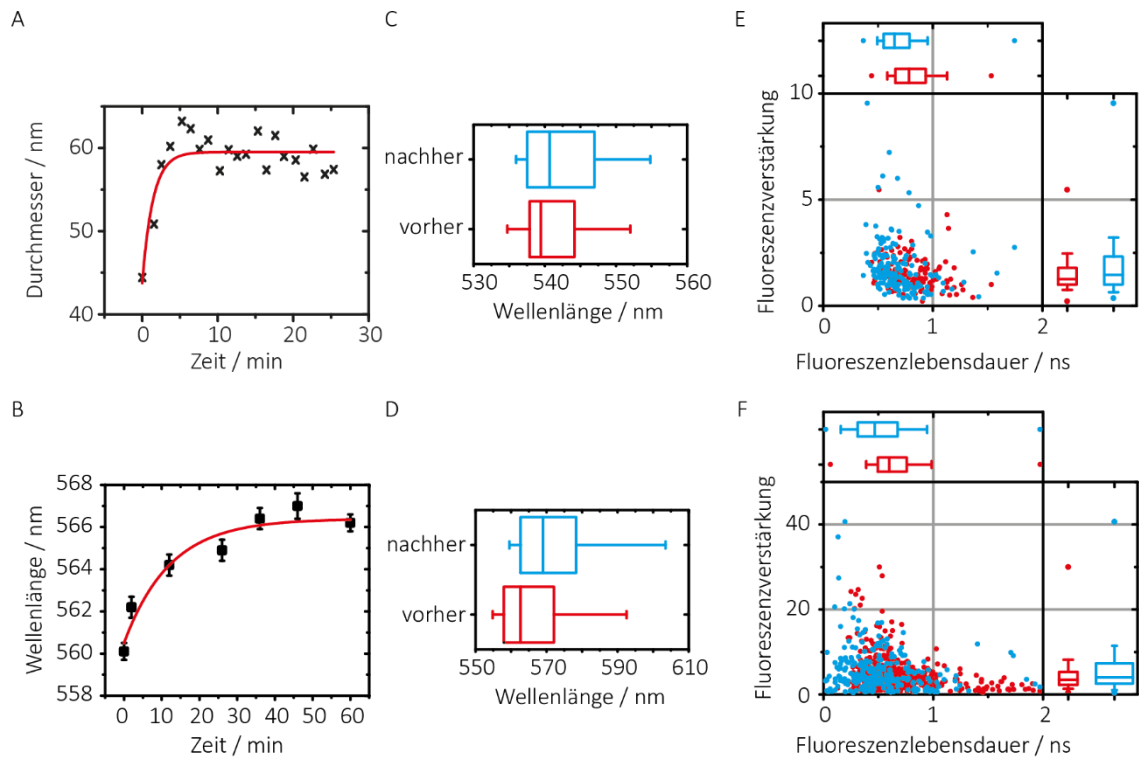 A
Durchmesser / nm
60
50
40
0 10 20 30
Zeit / min
B
Wellenlänge / nm
568
566
564
562
560
558
0 10 20 30 40 50 60
Zeit / min
C
nachher
vorher
530 540 550 560
Wellenlänge / nm
D
nachher
vorher
550 570 590 610
Wellenlänge / nm
E
Fluoreszenzverstärkung
10
5
0
0 1 2
Fluoreszenzlebensdauer / ns
F
Fluoreszenzverstärkung
40
20
0
0 1 2
Fluoreszenzlebensdauer / ns